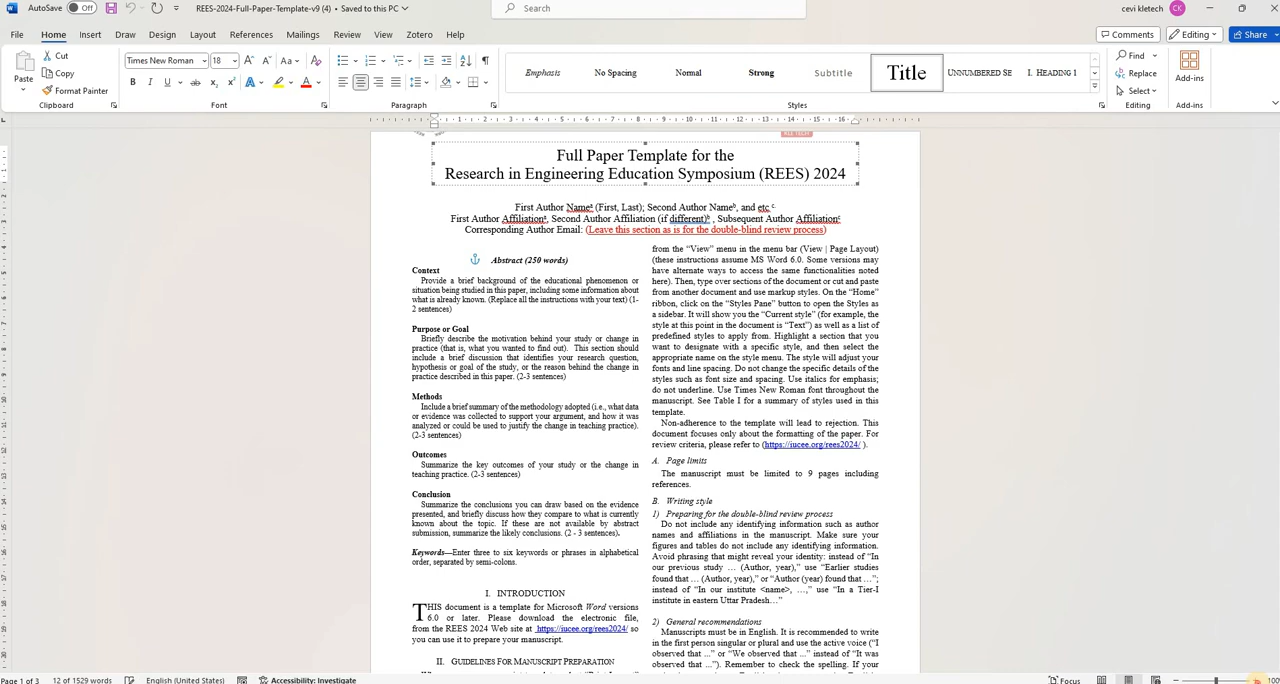 AutoSave Off REES-2024-Full-Paper-Template-v9 (4) • Saved to this PC Search cevi kletech CK
File Home Insert Draw Design Layout References Mailings Review View Zotero Help Comments Editing Share
Paste Cut Copy Format Painter Clipboard
Times New Roman 18 Font
Paragraph
Emphasis No Spacing Normal Strong Subtitle Title UNNUMBERED SE I. HEADING 1 Styles
Find Replace Select Editing
Add-ins Add-ins
Full Paper Template for the
Research in Engineering Education Symposium (REES) 2024
First Author Nameª (First, Last); Second Author Nameᵇ, and etc ᶜ.
First Author Affiliationª, Second Author Affiliation (if different)ᵇ , Subsequent Author Affiliationᶜ
Corresponding Author Email: (Leave this section as is for the double-blind review process)
Abstract (250 words)
Context
Provide a brief background of the educational phenomenon or
situation being studied in this paper, including some information about
what is already known. (Replace all the instructions with your text) (1-
2 sentences)
Purpose or Goal
Briefly describe the motivation behind your study or change in
practice (that is, what you wanted to find out). This section should
include a brief discussion that identifies your research question,
hypothesis or goal of the study, or the reason behind the change in
practice described in this paper. (2-3 sentences)
Methods
Include a brief summary of the methodology adopted (i.e., what data
or evidence was collected to support your argument, and how it was
analyzed or could be used to justify the change in teaching practice).
(2-3 sentences)
Outcomes
Summarize the key outcomes of your study or the change in
teaching practice. (2-3 sentences)
Conclusion
Summarize the conclusions you can draw based on the evidence
presented, and briefly discuss how they compare to what is currently
known about the topic. If these are not available by abstract
submission, summarize the likely conclusions. (2 - 3 sentences).
Keywords—Enter three to six keywords or phrases in alphabetical
order, separated by semi-colons.
I. INTRODUCTION
THIS document is a template for Microsoft Word versions
6.0 or later. Please download the electronic file,
from the REES 2024 Web site at https://iucee.org/rees2024/ so
you can use it to prepare your manuscript.
II. GUIDELINES FOR MANUSCRIPT PREPARATION
from the “View” menu in the menu bar (View | Page Layout)
(these instructions assume MS Word 6.0. Some versions may
have alternate ways to access the same functionalities noted
here). Then, type over sections of the document or cut and paste
from another document and use markup styles. On the “Home”
ribbon, click on the “Styles Pane” button to open the Styles as
a sidebar. It will show you the “Current style” (for example, the
style at this point in the document is “Text”) as well as a list of
predefined styles to apply from. Highlight a section that you
want to designate with a specific style, and then select the
appropriate name on the style menu. The style will adjust your
fonts and line spacing. Do not change the specific details of the
styles such as font size and spacing. Use italics for emphasis;
do not underline. Use Times New Roman font throughout the
manuscript. See Table I for a summary of styles used in this
template.
Non-adherence to the template will lead to rejection. This
document focuses only about the formatting of the paper. For
review criteria, please refer to (https://iucee.org/rees2024/ ).
A. Page limits
The manuscript must be limited to 9 pages including
references.
B. Writing style
1) Preparing for the double-blind review process
Do not include any identifying information such as author
names and affiliations in the manuscript. Make sure your
figures and tables do not include any identifying information.
Avoid phrasing that might reveal your identity: instead of “In
our previous study … (Author, year),” use “Earlier studies
found that … (Author, year),” or “Author (year) found that …”;
instead of “In our institute <name>, …,” use “In a Tier-I
institute in eastern Uttar Pradesh…”
2) General recommendations
Manuscripts must be in English. It is recommended to write
in the first person singular or plural and use the active voice (“I
observed that ...” or “We observed that ...” instead of “It was
observed that ...”). Remember to check the spelling. If your
Page 1 of 3 12 of 1529 words English (United States) Accessibility: Investigate Focus 100